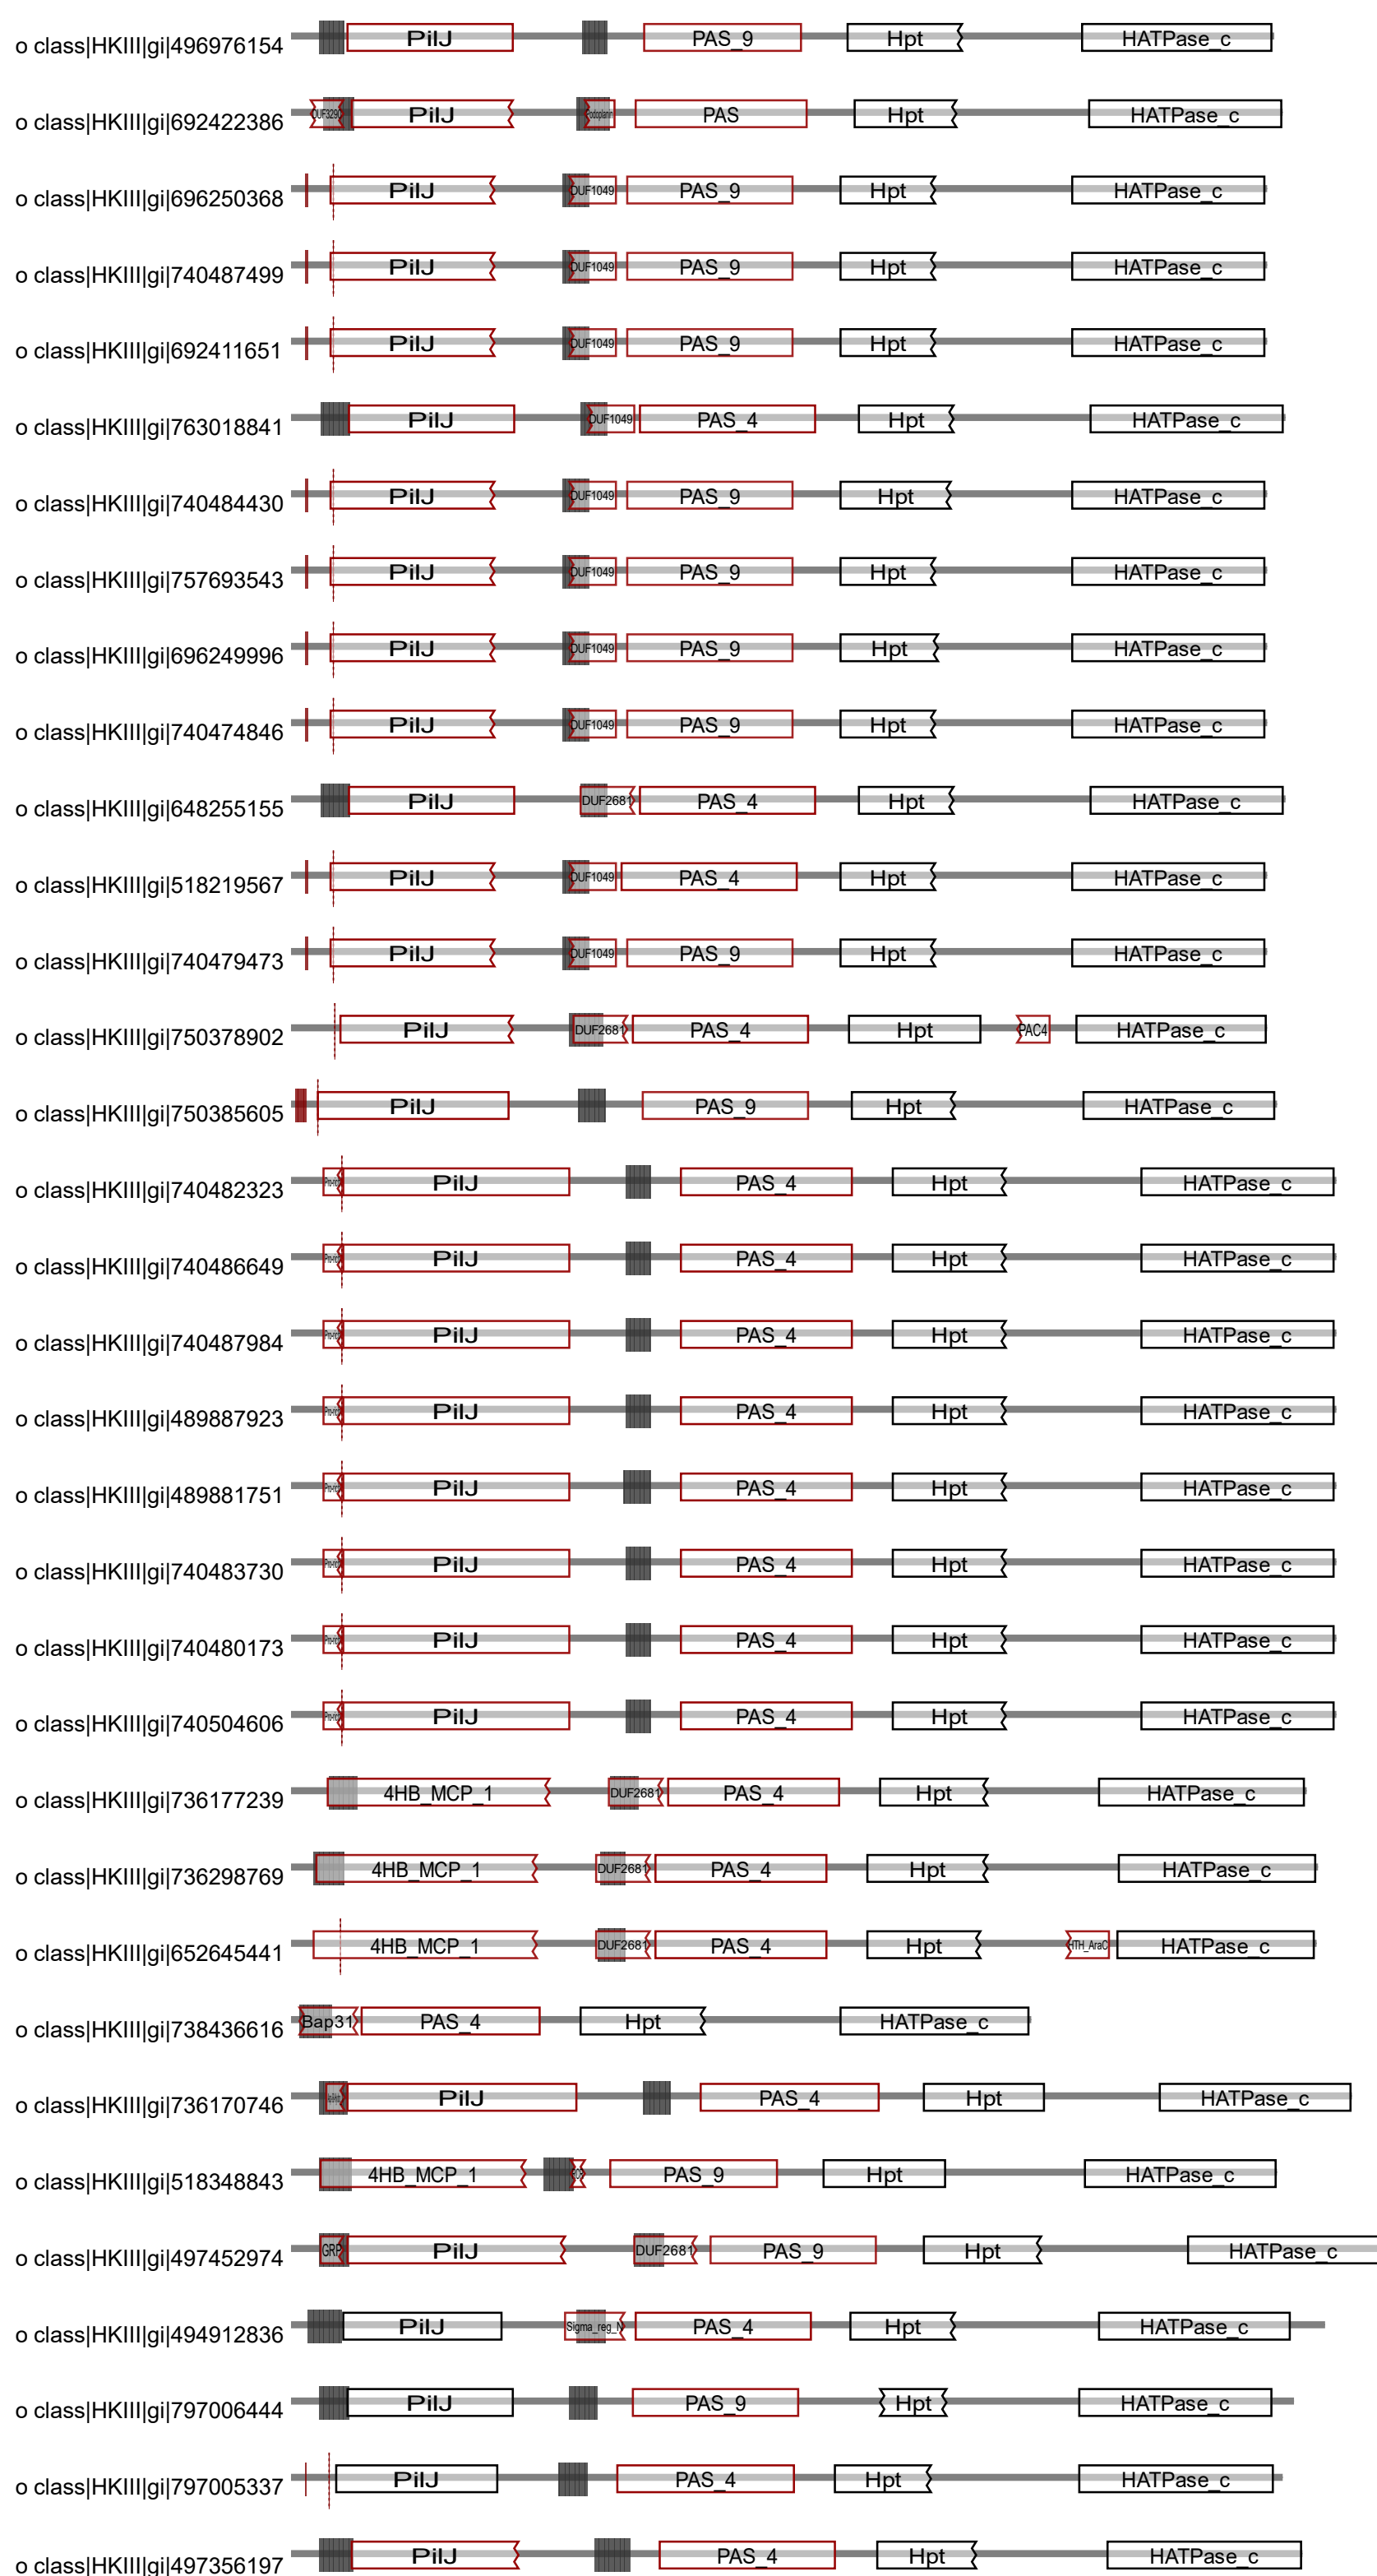 o class|HKIII|gi|496976154 PilJ PAS_9 Hpt HATPase_c
o class|HKIII|gi|692422386 DUF3290 PilJ Podoplanin PAS Hpt HATPase_c
o class|HKIII|gi|696250368 PilJ DUF1049 PAS_9 Hpt HATPase_c
o class|HKIII|gi|740487499 PilJ DUF1049 PAS_9 Hpt HATPase_c
o class|HKIII|gi|692411651 PilJ DUF1049 PAS_9 Hpt HATPase_c
o class|HKIII|gi|763018841 PilJ DUF1049 PAS_4 Hpt HATPase_c
o class|HKIII|gi|740484430 PilJ DUF1049 PAS_9 Hpt HATPase_c
o class|HKIII|gi|757693543 PilJ DUF1049 PAS_9 Hpt HATPase_c
o class|HKIII|gi|696249996 PilJ DUF1049 PAS_9 Hpt HATPase_c
o class|HKIII|gi|740474846 PilJ DUF1049 PAS_9 Hpt HATPase_c
o class|HKIII|gi|648255155 PilJ DUF2681 PAS_4 Hpt HATPase_c
o class|HKIII|gi|518219567 PilJ DUF1049 PAS_4 Hpt HATPase_c
o class|HKIII|gi|740479473 PilJ DUF1049 PAS_9 Hpt HATPase_c
o class|HKIII|gi|750378902 PilJ DUF2681 PAS_4 Hpt PAC4 HATPase_c
o class|HKIII|gi|750385605 PilJ PAS_9 Hpt HATPase_c
o class|HKIII|gi|740482323 PilJ PAS_4 Hpt HATPase_c
o class|HKIII|gi|740486649 PilJ PAS_4 Hpt HATPase_c
o class|HKIII|gi|740487984 PilJ PAS_4 Hpt HATPase_c
o class|HKIII|gi|489887923 PilJ PAS_4 Hpt HATPase_c
o class|HKIII|gi|489881751 PilJ PAS_4 Hpt HATPase_c
o class|HKIII|gi|740483730 PilJ PAS_4 Hpt HATPase_c
o class|HKIII|gi|740480173 PilJ PAS_4 Hpt HATPase_c
o class|HKIII|gi|740504606 PilJ PAS_4 Hpt HATPase_c
o class|HKIII|gi|736177239 4HB_MCP_1 DUF2681 PAS_4 Hpt HATPase_c
o class|HKIII|gi|736298769 4HB_MCP_1 DUF2681 PAS_4 Hpt HATPase_c
o class|HKIII|gi|652645441 4HB_MCP_1 DUF2681 PAS_4 Hpt HTH_AraC HATPase_c
o class|HKIII|gi|738436616 Bap31 PAS_4 Hpt HATPase_c
o class|HKIII|gi|736170746 PilJ PAS_4 Hpt HATPase_c
o class|HKIII|gi|518348843 4HB_MCP_1 PAS_9 Hpt HATPase_c
o class|HKIII|gi|497452974 GRP PilJ DUF2681 PAS_9 Hpt HATPase_c
o class|HKIII|gi|494912836 PilJ Sigma_reg_N PAS_4 Hpt HATPase_c
o class|HKIII|gi|797006444 PilJ PAS_9 Hpt HATPase_c
o class|HKIII|gi|797005337 PilJ PAS_4 Hpt HATPase_c
o class|HKIII|gi|497356197 PilJ PAS_4 Hpt HATPase_c